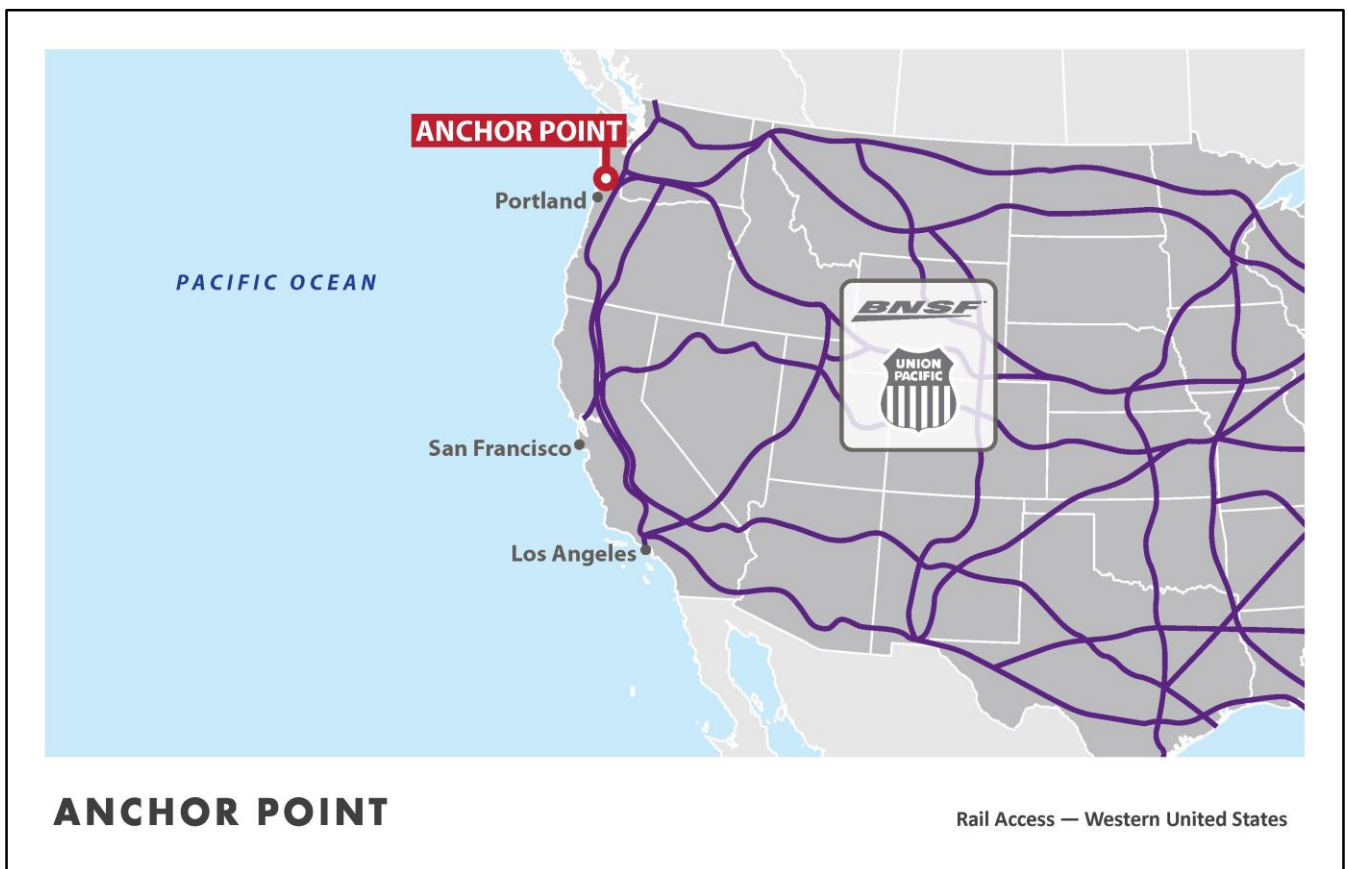 ANCHOR POINT
Portland
PACIFIC OCEAN
BNSF
UNION
PACIFIC
San Francisco
Los Angeles
ANCHOR POINT
Rail Access — Western United States